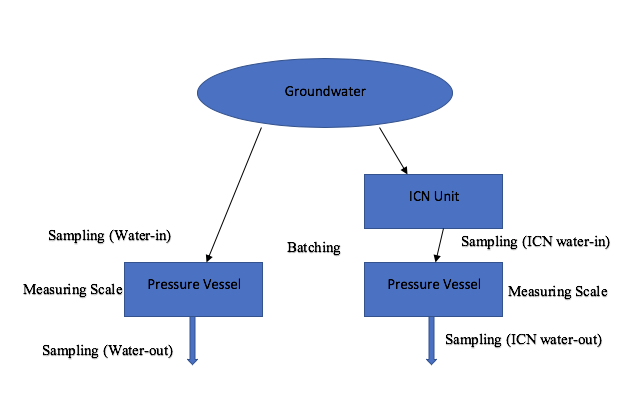 Groundwater
ICN Unit
Sampling (Water-in)
Batching
Sampling (ICN water-in)
Measuring Scale
Pressure Vessel
Pressure Vessel
Measuring Scale
Sampling (Water-out)
Sampling (ICN water-out)